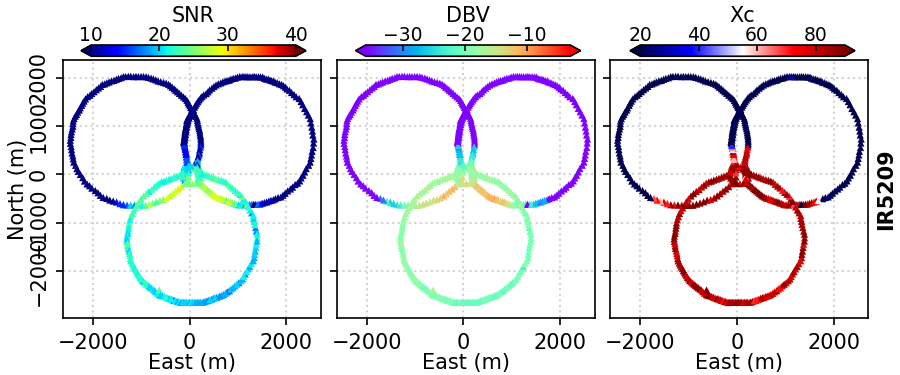 SNR DBV Xc
10 20 30 40 −30 −20 −10 20 40 60 80
North (m)
2000
1000
0
−1000
−2000
IR5209
−2000 0 2000 −2000 0 2000 −2000 0 2000
East (m) East (m) East (m)